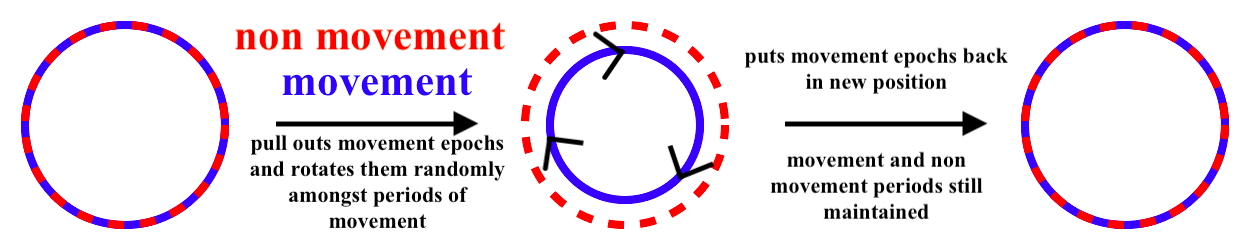 non movement
movement
pull outs movement epochs
and rotates them randomly
amongst periods of
movement
puts movement epochs back
in new position
movement and non
movement periods still
maintained